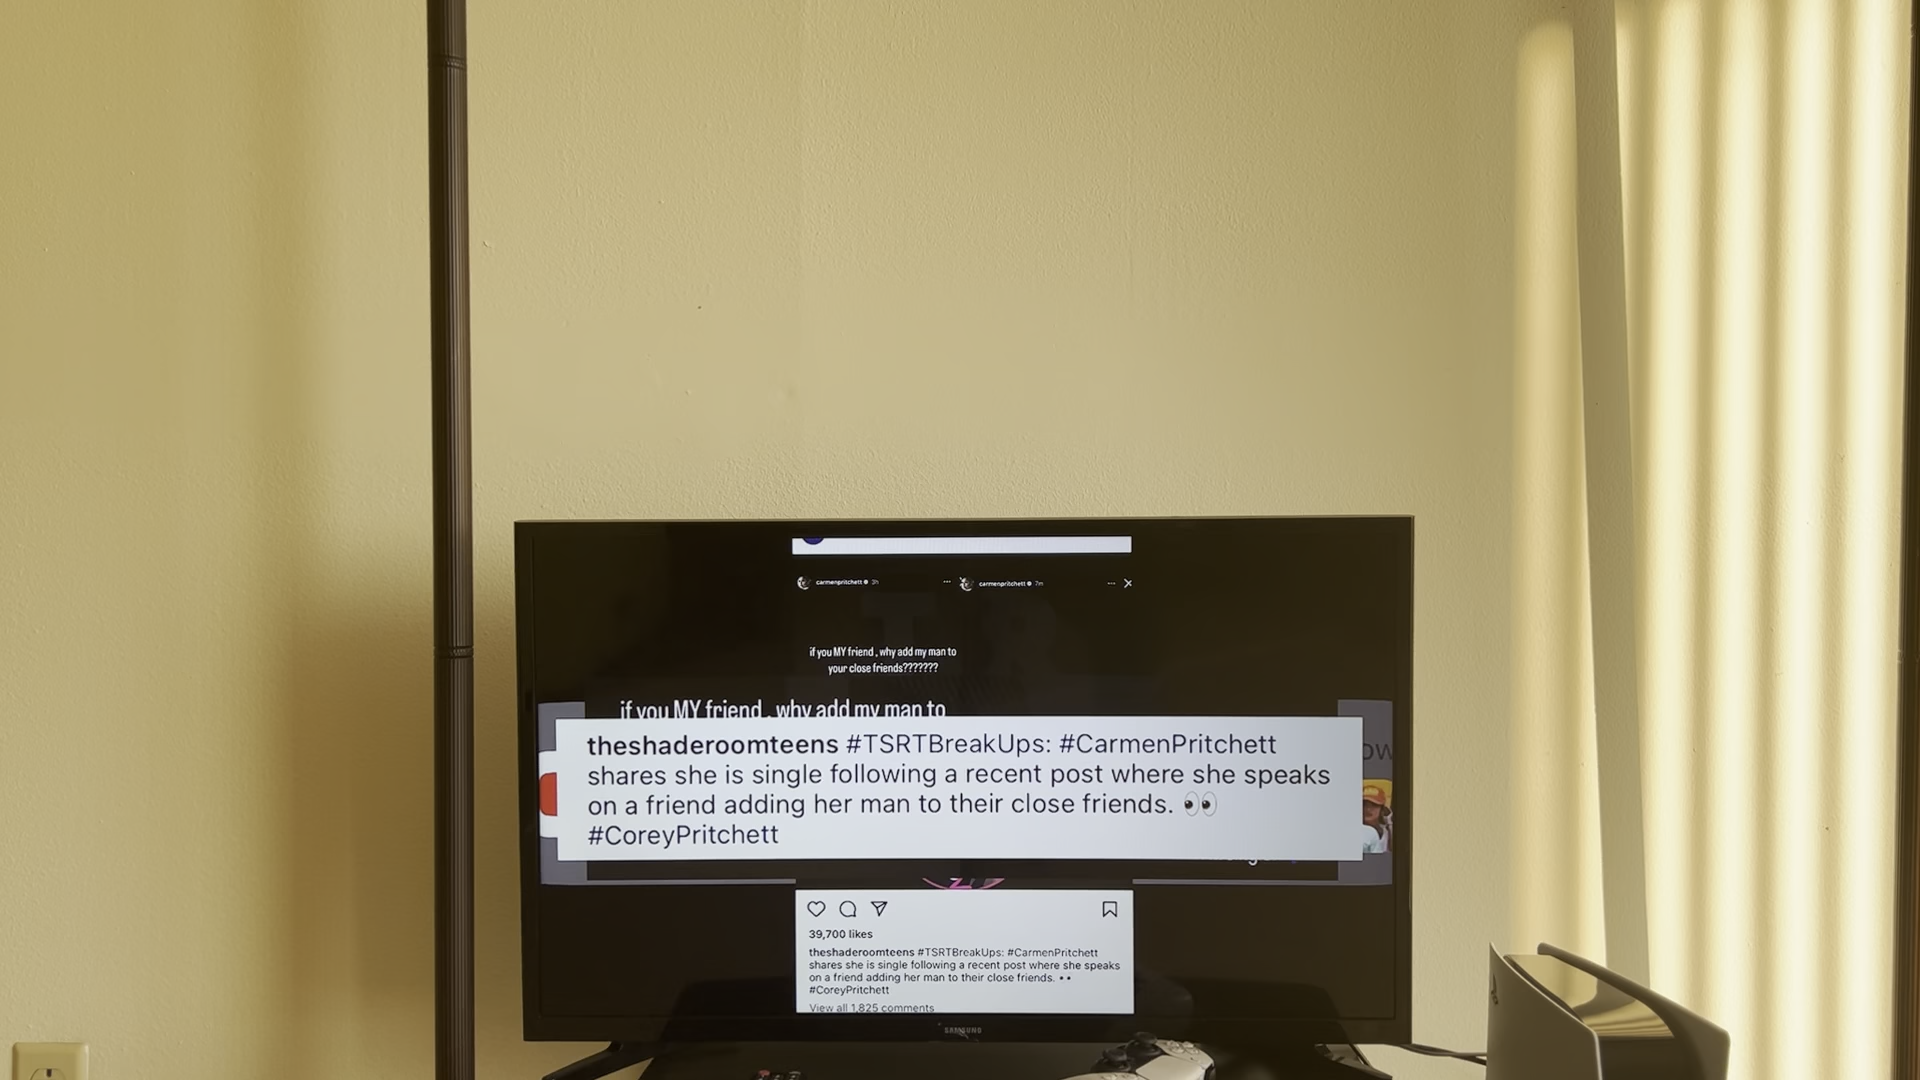 carmenpritchett 3h
carmenpritchett 7m
if you MY friend , why add my man to
your close friends???????
if you MY friend , why add my man to
theshaderoomteens #TSRTBreakUps: #CarmenPritchett
shares she is single following a recent post where she speaks
on a friend adding her man to their close friends. 👀
#CoreyPritchett
39,700 likes
theshaderoomteens #TSRTBreakUps: #CarmenPritchett
shares she is single following a recent post where she speaks
on a friend adding her man to their close friends. 👀
#CoreyPritchett
View all 1,825 comments
SAMSUNG